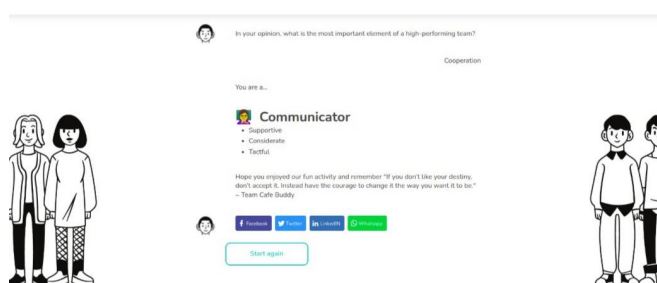 In your opinion, what is the most important element of a high-performing team?
Cooperation
You are a...
Communicator
Supportive
Considerate
Tactful
Hope you enjoyed our fun activity and remember "If you don't like your destiny,
don't accept it. Instead have the courage to change it the way you want it to be."
– Team Cafe Buddy
Facebook Twitter LinkedIN Whatsapp
Start again